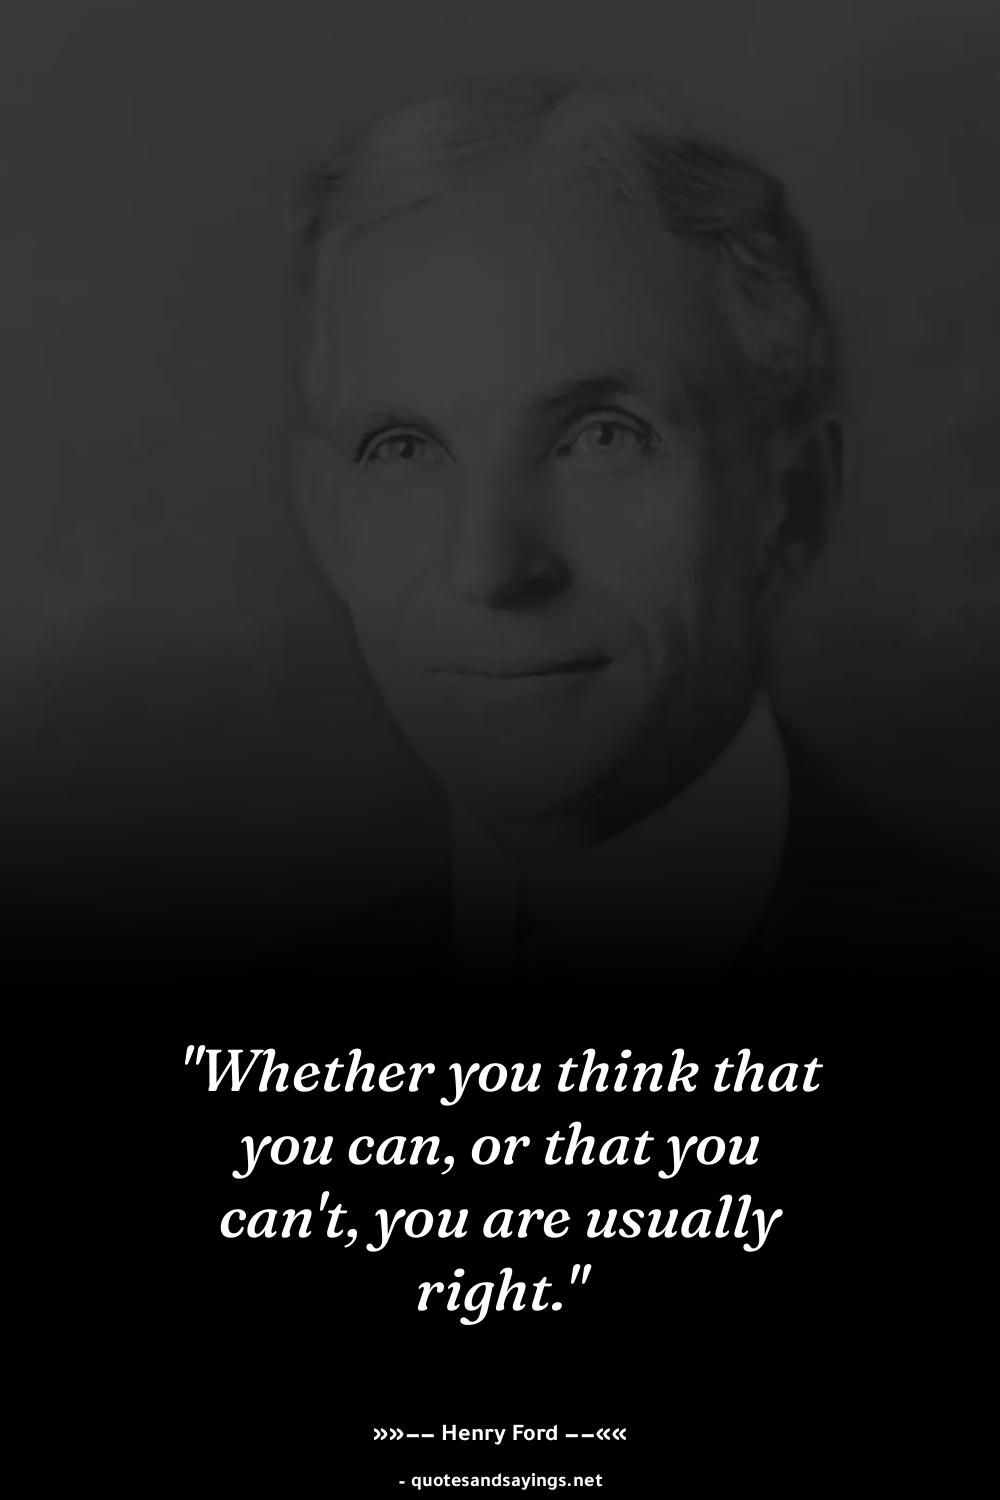 "Whether you think that
you can, or that you
can't, you are usually
right."
»»−− Henry Ford −−««
- quotesandsayings.net